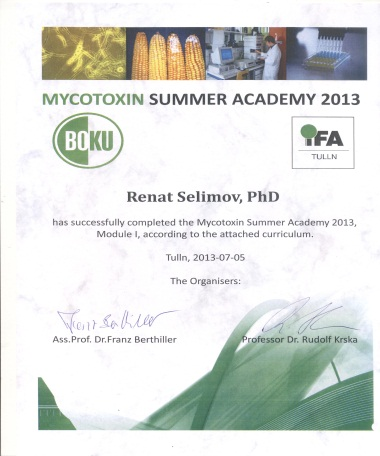 MYCOTOXIN SUMMER ACADEMY 2013
BOKU
iFA
TULLN
Renat Selimov, PhD
has successfully completed the Mycotoxin Summer Academy 2013,
Module I, according to the attached curriculum.
Tulln, 2013-07-05
The Organisers:
Franz Berthiller
Ass.Prof. Dr.Franz Berthiller
Professor Dr. Rudolf Krska